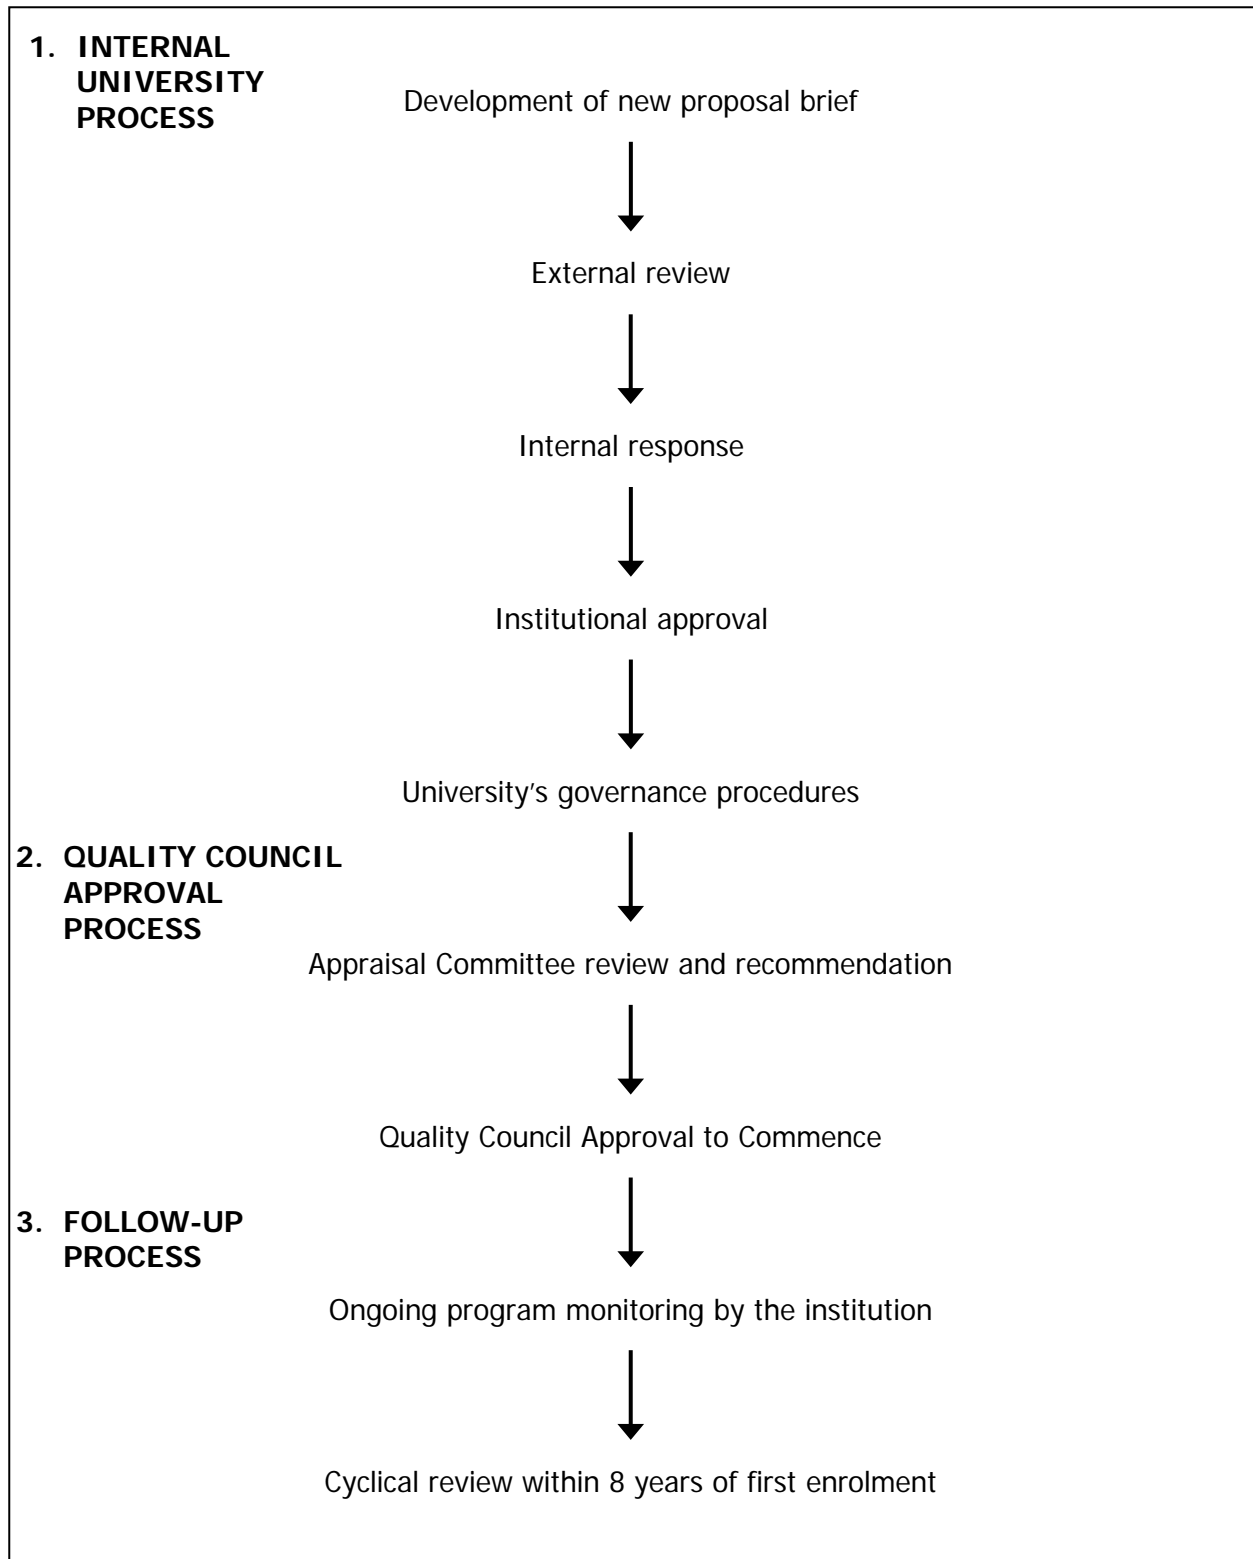 1. INTERNAL
UNIVERSITY
PROCESS
Development of new proposal brief
External review
Internal response
Institutional approval
University's governance procedures
2. QUALITY COUNCIL
APPROVAL
PROCESS
Appraisal Committee review and recommendation
Quality Council Approval to Commence
3. FOLLOW-UP
PROCESS
Ongoing program monitoring by the institution
Cyclical review within 8 years of first enrolment